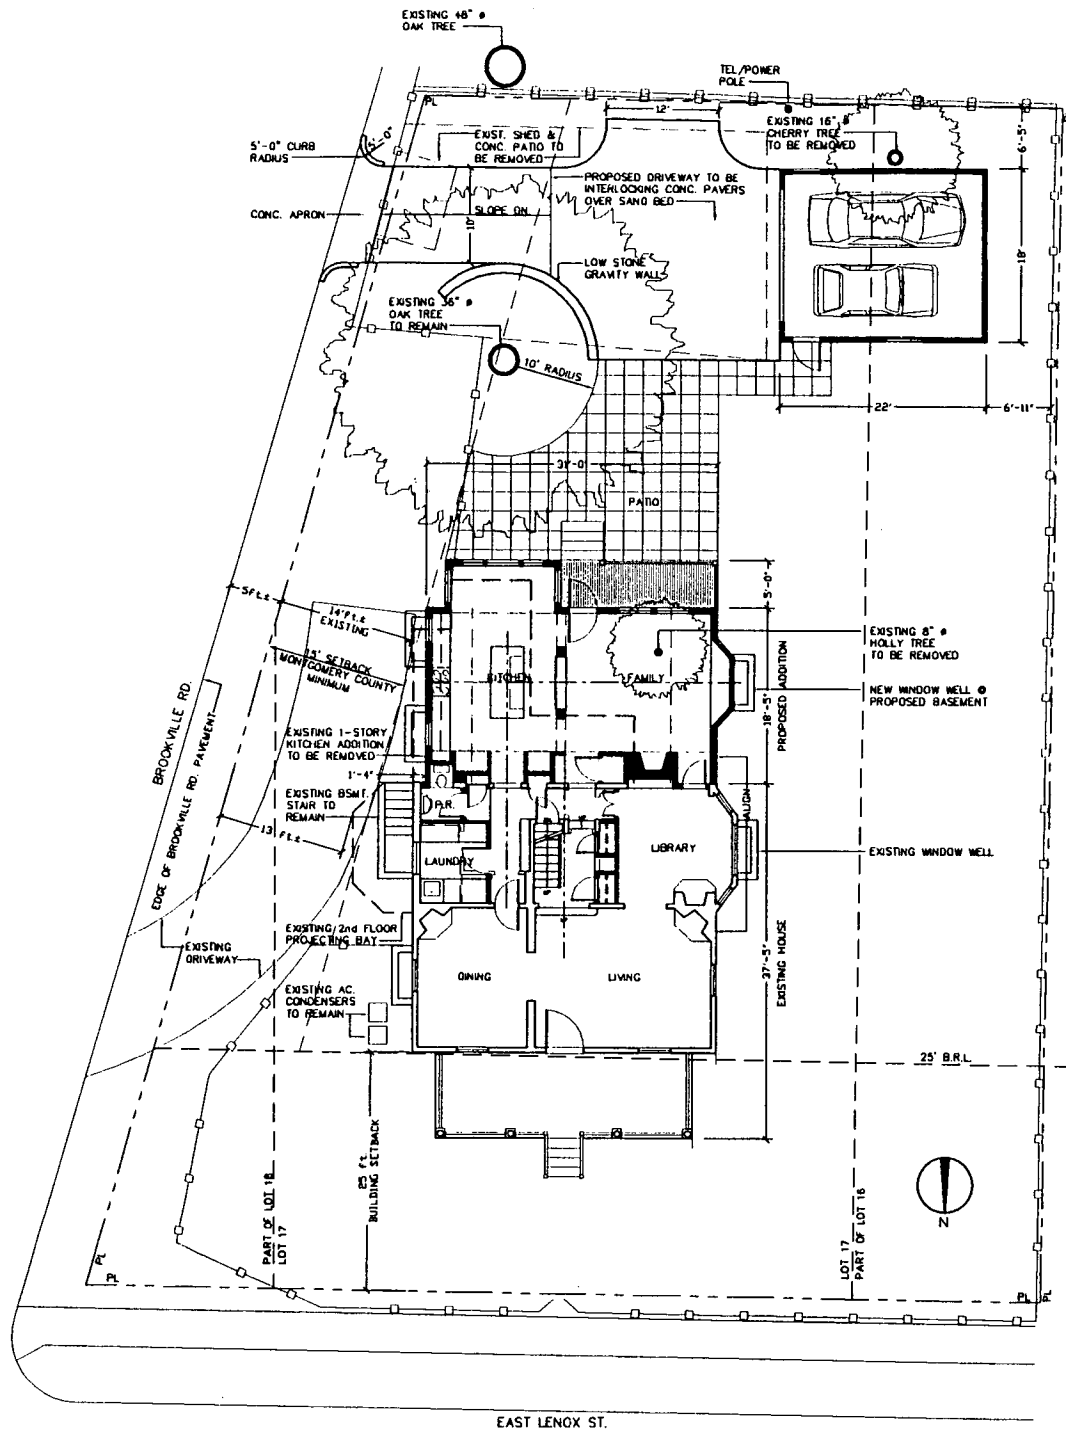 EXISTING 48" ø
OAK TREE
TEL/POWER
POLE
PL
12'
EXISTING 16" ø
CHERRY TREE
TO BE REMOVED
6'-5"
5'-0"
5'-0" CURB
RADIUS
EXIST. SHED &
CONC. PATIO TO
BE REMOVED
PROPOSED DRIVEWAY TO BE
INTERLOCKING CONC. PAVERS
OVER SAND BED
CONC. APRON
SLOPE DN
10'
18'
LOW STONE
GRAVITY WALL
EXISTING 36" ø
OAK TREE
TO REMAIN
10' RADIUS
22'
6'-11"
31'-0"
PATIO
5'-0"
5ft.±
14'ft.±
EXISTING
15' SETBACK
MONTGOMERY COUNTY
MINIMUM
EXISTING 8" ø
HOLLY TREE
TO BE REMOVED
KITCHEN
FAMILY
18'-5"
PROPOSED ADDITION
NEW WINDOW WELL @
PROPOSED BASEMENT
BROOKVILLE RD.
EDGE OF BROOKVILLE RD. PAVEMENT
EXISTING 1-STORY
KITCHEN ADDITION
TO BE REMOVED
1'-4"
EXISTING BSMT.
STAIR TO
REMAIN
P.R.
ALIGN
13 ft.±
LAUNDRY
LIBRARY
EXISTING WINDOW WELL
EXISTING 2nd FLOOR
PROJECTING BAY
EXISTING
DRIVEWAY
DINING
LIVING
37'-5"
EXISTING HOUSE
EXISTING AC.
CONDENSERS
TO REMAIN
25' B.R.L.
25 ft.
BUILDING SETBACK
PART OF LOT 18
LOT 17
LOT 17
PART OF LOT 16
N
PL
PL
PL
PL
EAST LENOX ST.